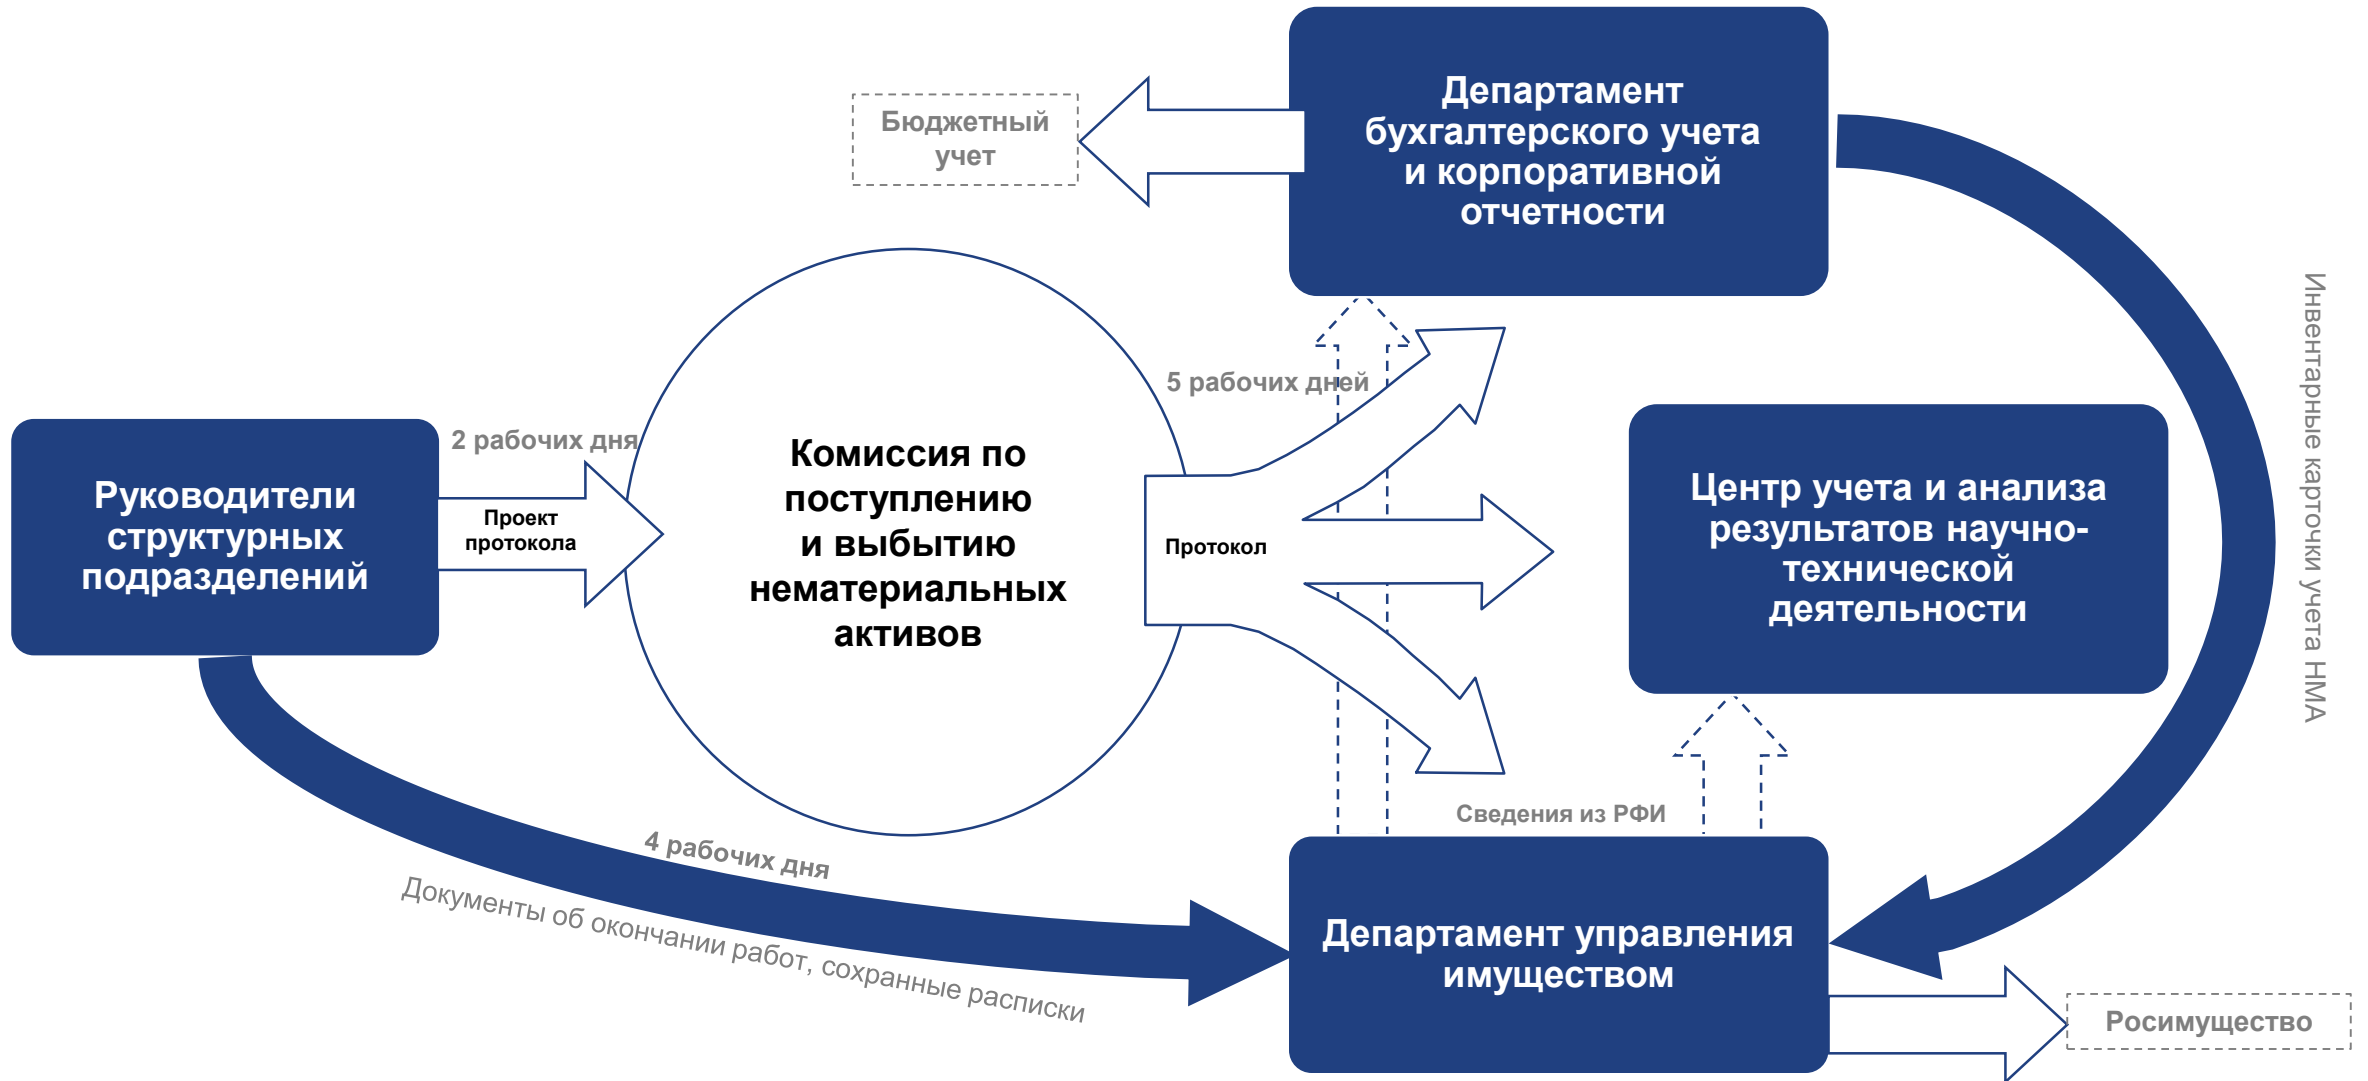 Департамент
бухгалтерского учета
и корпоративной
отчетности
Бюджетный
учет
Инвентарные карточки учета НМА
5 рабочих дней
2 рабочих дня
Руководители
структурных
подразделений
Проект
протокола
Комиссия по
поступлению
и выбытию
нематериальных
активов
Протокол
Центр учета и анализа
результатов научно-
технической
деятельности
Сведения из РФИ
4 рабочих дня
Документы об окончании работ, сохранные расписки
Департамент управления
имуществом
Росимущество